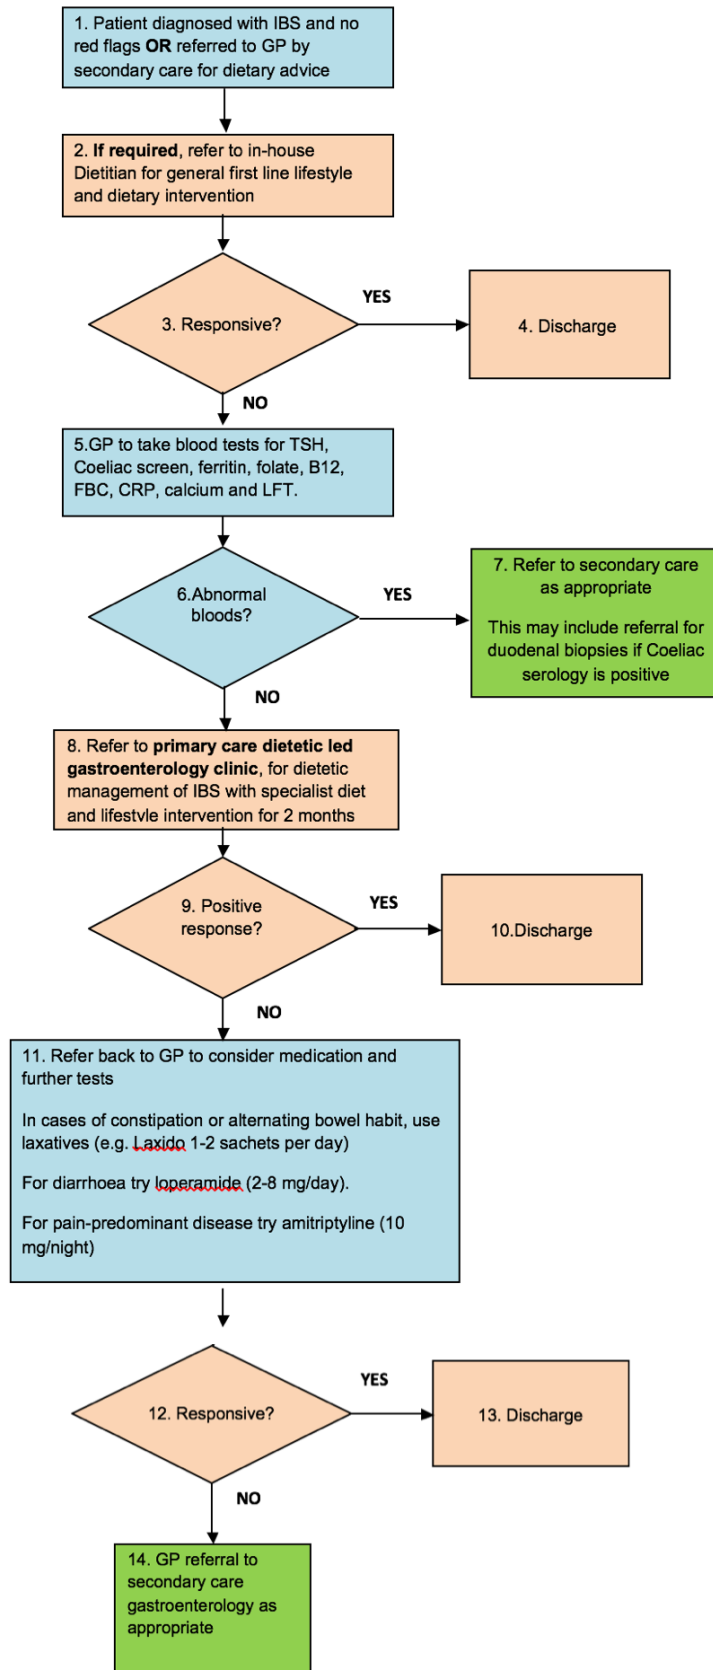 1. Patient diagnosed with IBS and no
red flags OR referred to GP by
secondary care for dietary advice
2. If required, refer to in-house
Dietitian for general first line lifestyle
and dietary intervention
3. Responsive?
YES
4. Discharge
NO
5.GP to take blood tests for TSH,
Coeliac screen, ferritin, folate, B12,
FBC, CRP, calcium and LFT.
6.Abnormal
bloods?
YES
7. Refer to secondary care
as appropriate
This may include referral for
duodenal biopsies if Coeliac
serology is positive
NO
8. Refer to primary care dietetic led
gastroenterology clinic, for dietetic
management of IBS with specialist diet
and lifestyle intervention for 2 months
9. Positive
response?
YES
10.Discharge
NO
11. Refer back to GP to consider medication and
further tests
In cases of constipation or alternating bowel habit, use
laxatives (e.g. Laxido 1-2 sachets per day)
For diarrhoea try loperamide (2-8 mg/day).
For pain-predominant disease try amitriptyline (10
mg/night)
12. Responsive?
YES
13. Discharge
NO
14. GP referral to
secondary care
gastroenterology as
appropriate